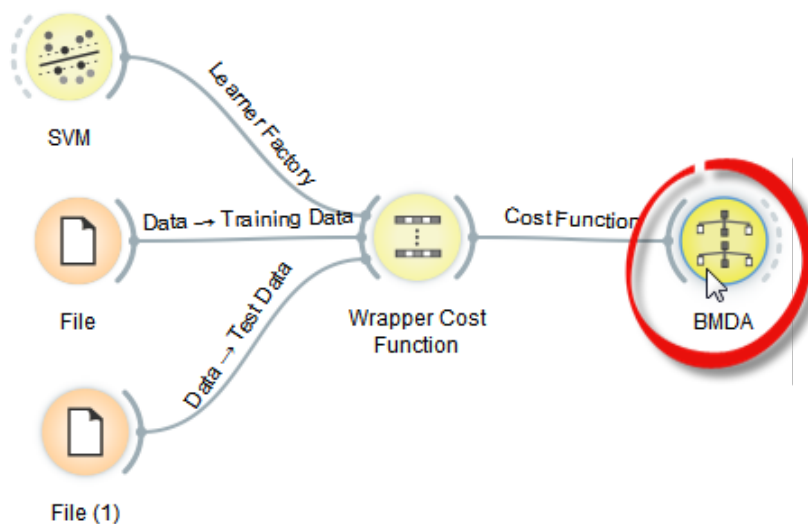 SVM
Learner Factory
File
Data → Training Data
Wrapper Cost
Function
Cost Function
BMDA
Data → Test Data
File (1)